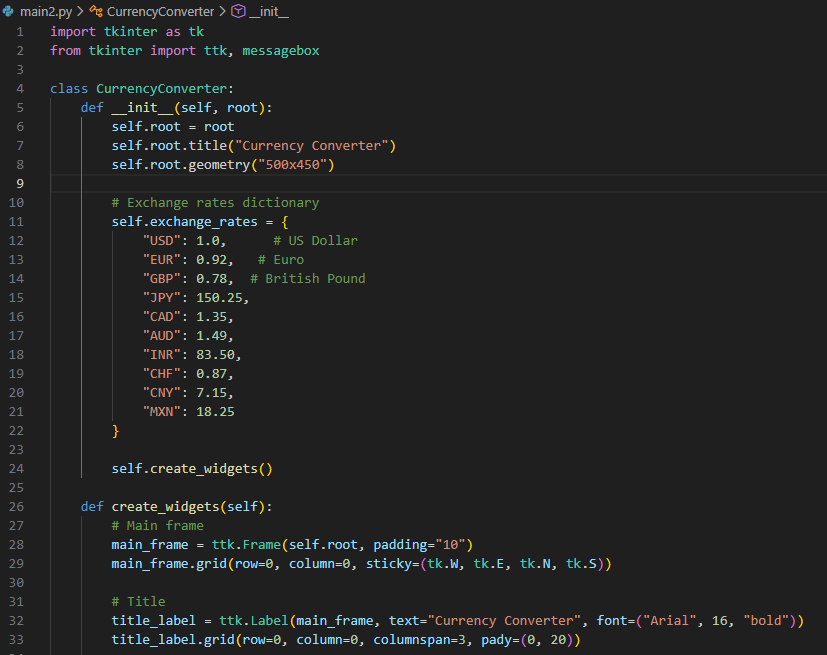 main2.py > CurrencyConverter > __init__
1 import tkinter as tk
2 from tkinter import ttk, messagebox
3
4 class CurrencyConverter:
5     def __init__(self, root):
6         self.root = root
7         self.root.title("Currency Converter")
8         self.root.geometry("500x450")
9
10         # Exchange rates dictionary
11         self.exchange_rates = {
12             "USD": 1.0,      # US Dollar
13             "EUR": 0.92,   # Euro
14             "GBP": 0.78,  # British Pound
15             "JPY": 150.25,
16             "CAD": 1.35,
17             "AUD": 1.49,
18             "INR": 83.50,
19             "CHF": 0.87,
20             "CNY": 7.15,
21             "MXN": 18.25
22         }
23
24         self.create_widgets()
25
26     def create_widgets(self):
27         # Main frame
28         main_frame = ttk.Frame(self.root, padding="10")
29         main_frame.grid(row=0, column=0, sticky=(tk.W, tk.E, tk.N, tk.S))
30
31         # Title
32         title_label = ttk.Label(main_frame, text="Currency Converter", font=("Arial", 16, "bold"))
33         title_label.grid(row=0, column=0, columnspan=3, pady=(0, 20))